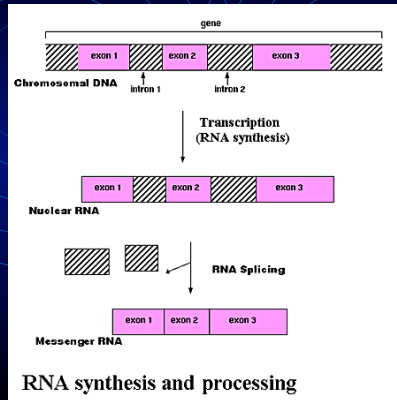 gene
exon 1 exon 2 exon 3
Chromosomal DNA
intron 1 intron 2
Transcription
(RNA synthesis)
exon 1 exon 2 exon 3
Nuclear RNA
RNA Splicing
exon 1 exon 2 exon 3
Messenger RNA
RNA synthesis and processing